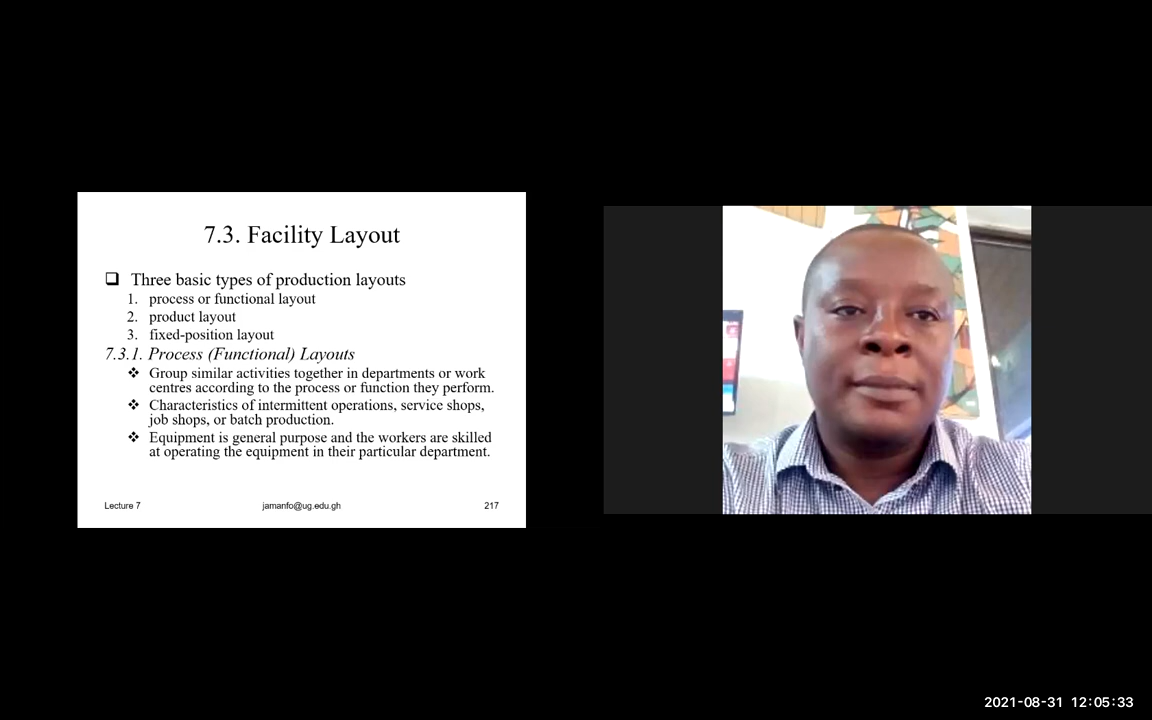 7.3. Facility Layout
❑ Three basic types of production layouts
1. process or functional layout
2. product layout
3. fixed-position layout
7.3.1. Process (Functional) Layouts
❖ Group similar activities together in departments or work
centres according to the process or function they perform.
❖ Characteristics of intermittent operations, service shops,
job shops, or batch production.
❖ Equipment is general purpose and the workers are skilled
at operating the equipment in their particular department.
Lecture 7 jamanfo@ug.edu.gh 217
2021-08-31 12:05:33